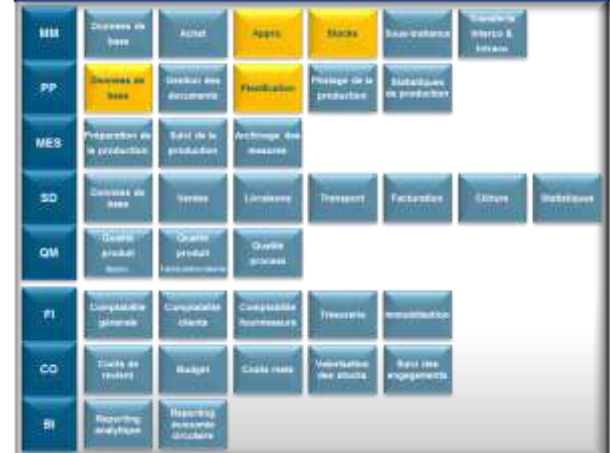 MM
Données de
base
Achat
Appro
Stocks
Sous-traitance
Transferts
Interco &
Intraco
PP
Données de
base
Gestion des
documents
Planification
Pilotage de la
production
Statistiques
de production
MES
Préparation de
la production
Suivi de la
production
Archivage des
mesures
SD
Données de
base
Ventes
Livraisons
Transport
Facturation
Clôture
Statistiques
QM
Qualité
produit
Qualité
produit
Qualité
process
FI
Comptabilité
générale
Comptabilité
clients
Comptabilité
fournisseurs
Trésorerie
Immobilisation
CO
Coûts de
revient
Budget
Coûts réels
Valorisation
des stocks
Suivi des
engagements
BI
Reporting
analytique
Reporting
économie
circulaire